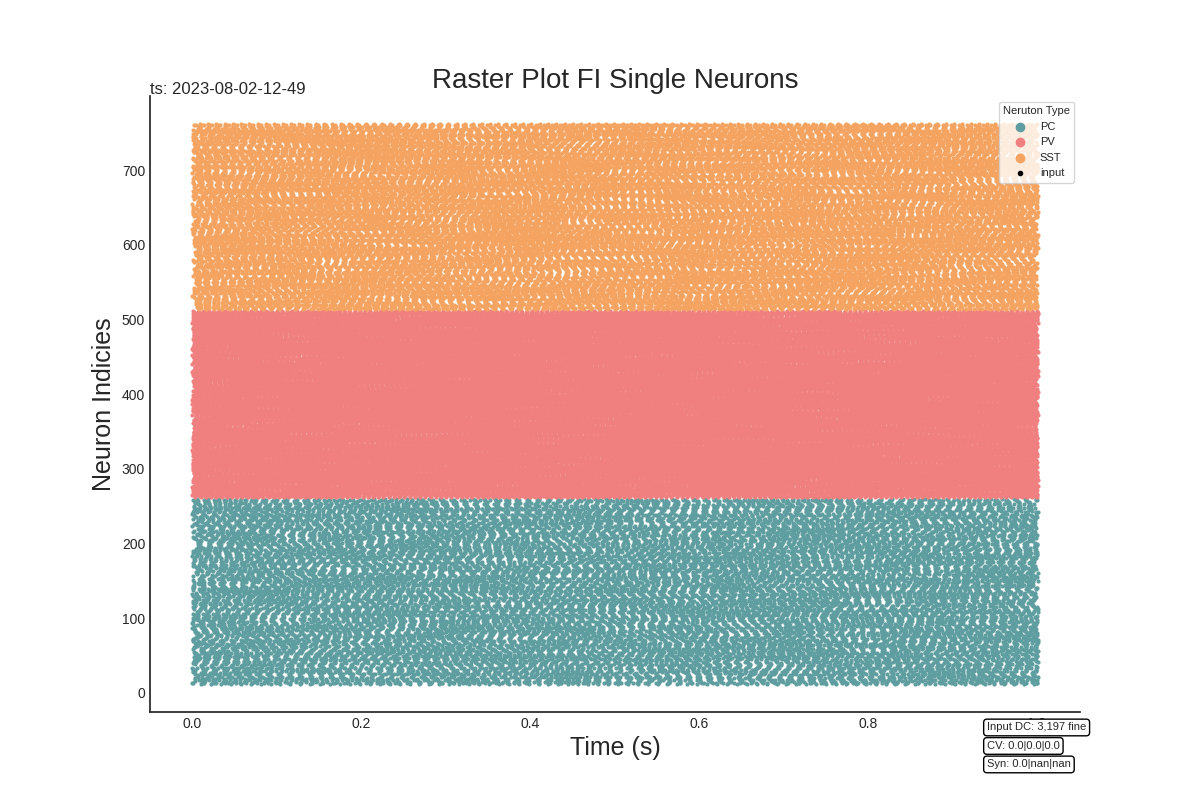 Raster Plot FI Single Neurons
ts: 2023-08-02-12-49
Neruton Type
PC
PV
SST
input
Neuron Indicies
700
600
500
400
300
200
100
0
0.0 0.2 0.4 0.6 0.8
Time (s)
Input DC: 3,197 fine
CV: 0.0|0.0|0.0
Syn: 0.0|nan|nan